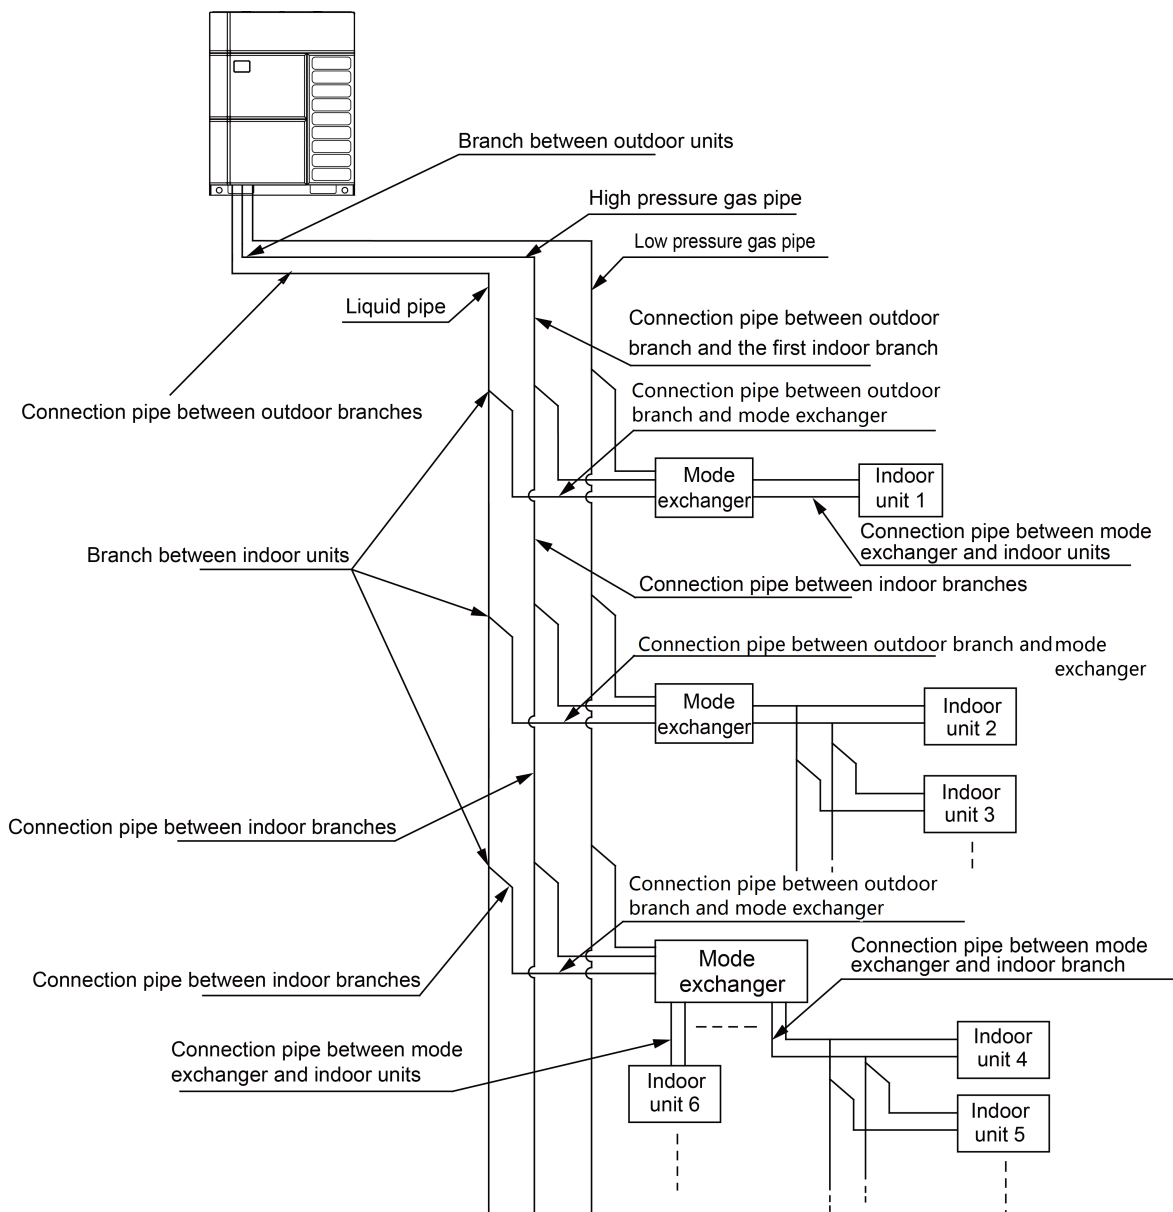 Branch between outdoor units
High pressure gas pipe
Low pressure gas pipe
Liquid pipe
Connection pipe between outdoor
branch and the first indoor branch
Connection pipe between outdoor branches
Connection pipe between outdoor
branch and mode exchanger
Mode
exchanger
Indoor
unit 1
Connection pipe between mode
exchanger and indoor units
Branch between indoor units
Connection pipe between indoor branches
Connection pipe between outdoor branch and mode
exchanger
Mode
exchanger
Indoor
unit 2
Indoor
unit 3
Connection pipe between indoor branches
Connection pipe between outdoor
branch and mode exchanger
Connection pipe between mode
exchanger and indoor branch
Mode
exchanger
Connection pipe between indoor branches
Connection pipe between mode
exchanger and indoor units
Indoor
unit 4
Indoor
unit 6
Indoor
unit 5